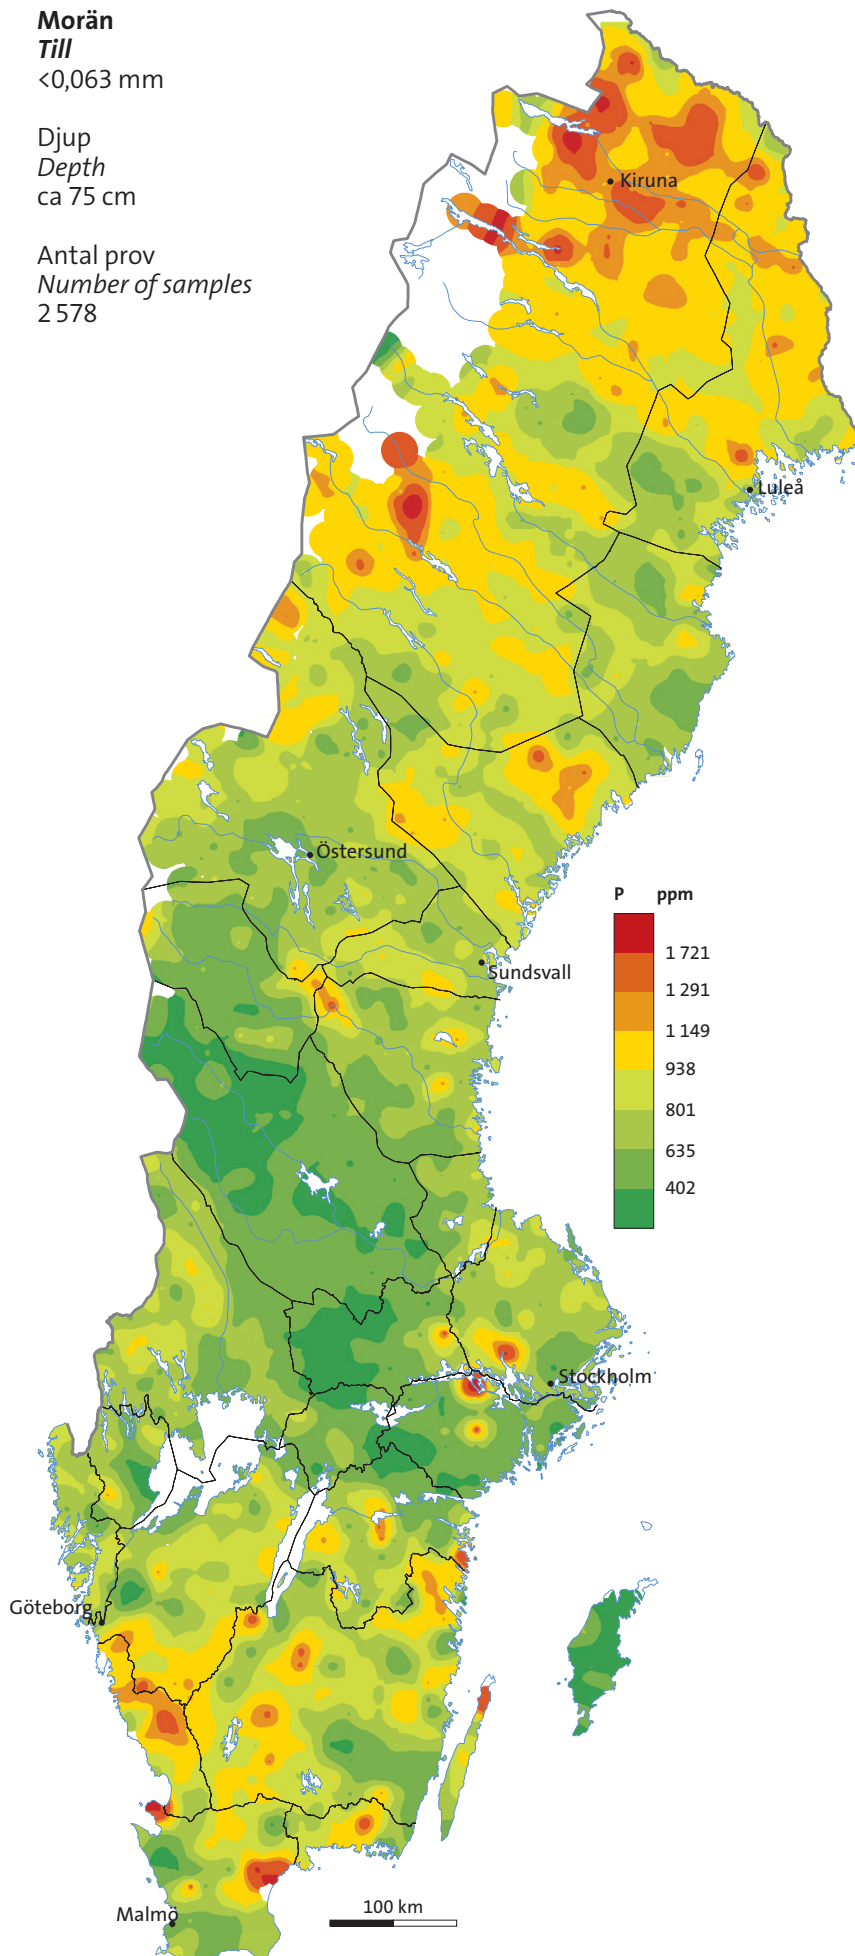 Morän
Till
<0,063 mm
Djup
Depth
ca 75 cm
Antal prov
Number of samples
2 578
Kiruna
Luleå
Östersund
Sundsvall
P ppm
1 721
1 291
1 149
938
801
635
402
Stockholm
Göteborg
Malmö
100 km